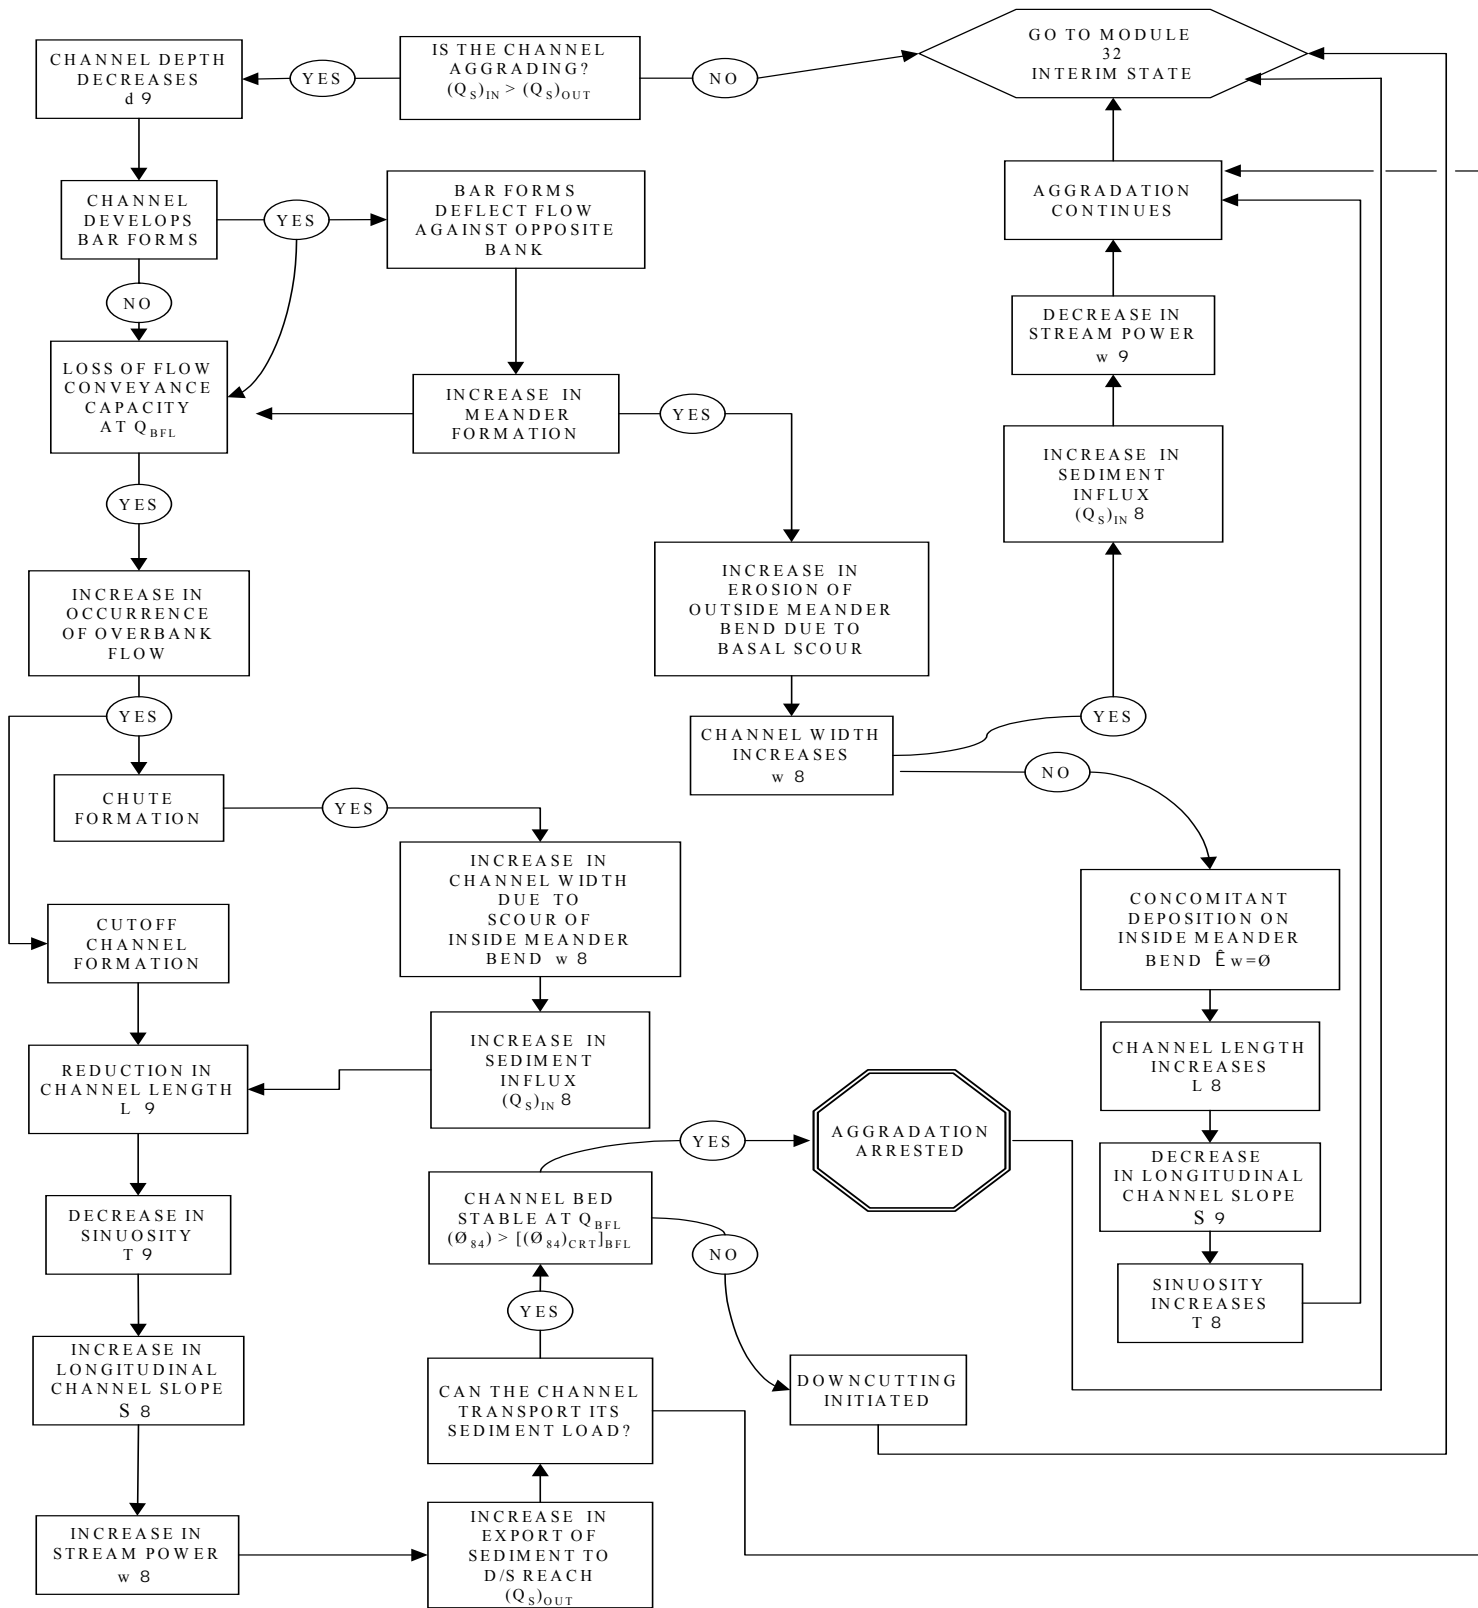 CHANNEL DEPTH
DECREASES
d 9
YES
IS THE CHANNEL
AGGRADING?
(QS)IN > (QS)OUT
NO
GO TO MODULE
32
INTERIM STATE
CHANNEL
DEVELOPS
BAR FORMS
YES
BAR FORMS
DEFLECT FLOW
AGAINST OPPOSITE
BANK
AGGRADATION
CONTINUES
NO
LOSS OF FLOW
CONVEYANCE
CAPACITY
AT QBFL
INCREASE IN
MEANDER
FORMATION
YES
DECREASE IN
STREAM POWER
w 9
INCREASE IN
SEDIMENT
INFLUX
(QS)IN 8
YES
INCREASE IN
OCCURRENCE
OF OVERBANK
FLOW
INCREASE IN
EROSION OF
OUTSIDE MEANDER
BEND DUE TO
BASAL SCOUR
YES
CHANNEL WIDTH
INCREASES
w 8
YES
NO
CHUTE
FORMATION
YES
INCREASE IN
CHANNEL WIDTH
DUE TO
SCOUR OF
INSIDE MEANDER
BEND w 8
CONCOMITANT
DEPOSITION ON
INSIDE MEANDER
BEND Ê w=Ø
CUTOFF
CHANNEL
FORMATION
INCREASE IN
SEDIMENT
INFLUX
(QS)IN 8
CHANNEL LENGTH
INCREASES
L 8
REDUCTION IN
CHANNEL LENGTH
L 9
YES
AGGRADATION
ARRESTED
DECREASE
IN LONGITUDINAL
CHANNEL SLOPE
S 9
DECREASE IN
SINUOSITY
T 9
CHANNEL BED
STABLE AT QBFL
(Ø84) > [(Ø84)CRT]BFL
NO
SINUOSITY
INCREASES
T 8
YES
INCREASE IN
LONGITUDINAL
CHANNEL SLOPE
S 8
CAN THE CHANNEL
TRANSPORT ITS
SEDIMENT LOAD?
DOWNCUTTING
INITIATED
INCREASE IN
STREAM POWER
w 8
INCREASE IN
EXPORT OF
SEDIMENT TO
D/S REACH
(QS)OUT